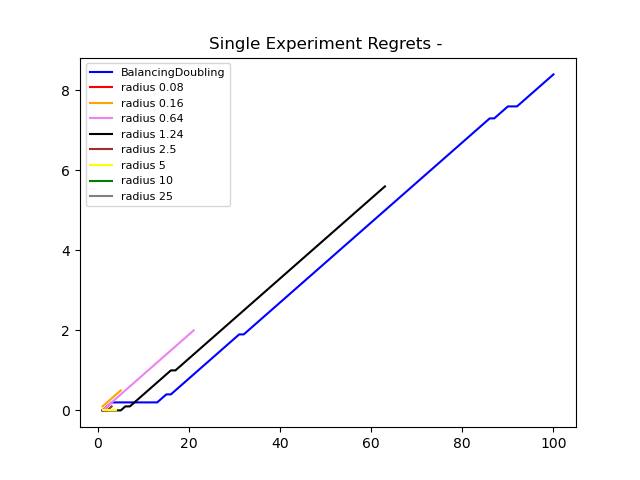 Single Experiment Regrets -
BalancingDoubling
radius 0.08
radius 0.16
radius 0.64
radius 1.24
radius 2.5
radius 5
radius 10
radius 25
8
6
4
2
0
0 20 40 60 80 100